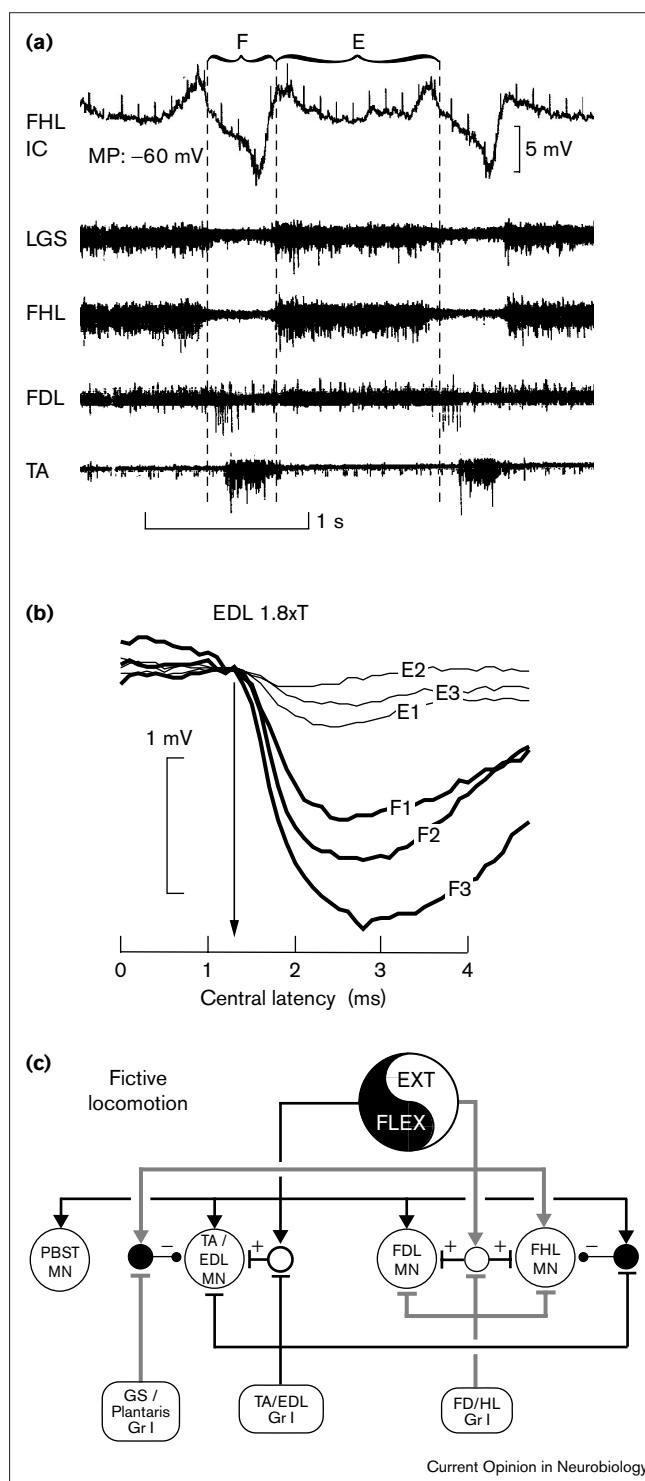 (a)
F E
FHL
IC
MP: –60 mV
5 mV
LGS
FHL
FDL
TA
1 s
(b)
EDL 1.8xT
E2
E3
E1
1 mV
F1
F2
F3
0 1 2 3 4
Central latency (ms)
(c)
Fictive
locomotion
EXT
FLEX
PBST
MN
–
TA /
EDL
MN
+
FDL
MN
+ +
FHL
MN
–
GS /
Plantaris
Gr I
TA/EDL
Gr I
FD/HL
Gr I
Current Opinion in Neurobiology